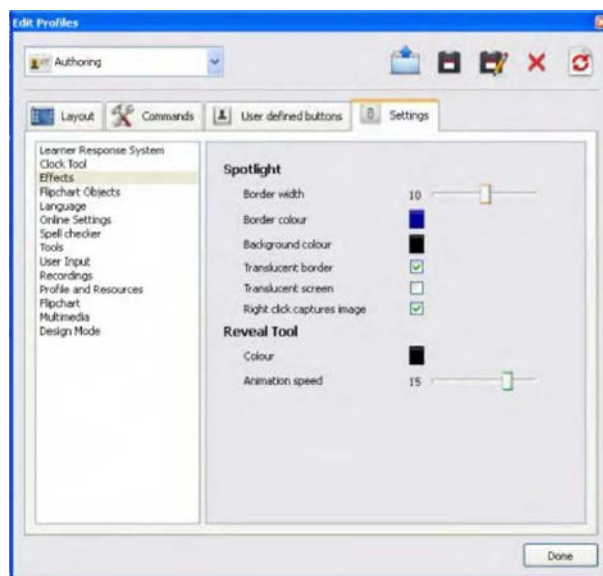 Edit Profiles
Authoring
Layout
Commands
User defined buttons
Settings
Learner Response System
Clock Tool
Effects
Flipchart Objects
Language
Online Settings
Spell checker
Tools
User Input
Recordings
Profile and Resources
Flipchart
Multimedia
Design Mode
Spotlight
Border width 10
Border colour
Background colour
Translucent border
Translucent screen
Right click captures image
Reveal Tool
Colour
Animation speed 15
Done